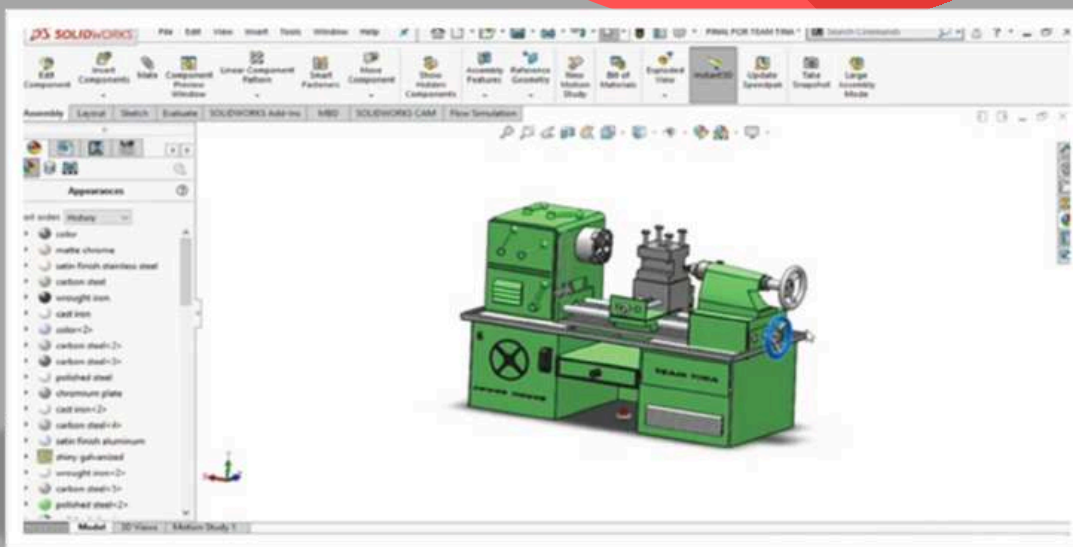 SOLIDWORKS File Edit View Insert Tools Window Help FINAL FOR TEAM TINA * Search Commands
Edit Component
Insert Components
Mate
Component Preview Window
Linear Component Pattern
Smart Fasteners
Move Component
Show Hidden Components
Assembly Features
Reference Geometry
New Motion Study
Bill of Materials
Exploded View
Instant3D
Update Speedpak
Take Snapshot
Large Assembly Mode
Assembly Layout Sketch Evaluate SOLIDWORKS Add-Ins MBD SOLIDWORKS CAM Flow Simulation
Appearances
History
color
matte chrome
satin finish stainless steel
carbon steel
wrought iron
cast iron
color<2>
carbon steel<2>
carbon steel<3>
polished steel
chromium plate
cast iron<2>
carbon steel<4>
satin finish aluminum
shiny galvanized
wrought iron<2>
carbon steel<5>
polished steel<2>
TEAM TINA
Model 3D Views Motion Study 1